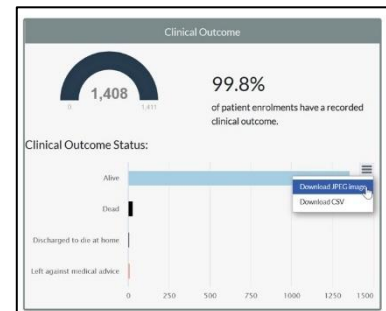 Clinical Outcome
1,408
0
1,411
99.8%
of patient enrolments have a recorded
clinical outcome.
Clinical Outcome Status:
Alive
Dead
Discharged to die at home
Left against medical advice
Download JPEG image
Download CSV
0 250 500 750 1000 1250 1500